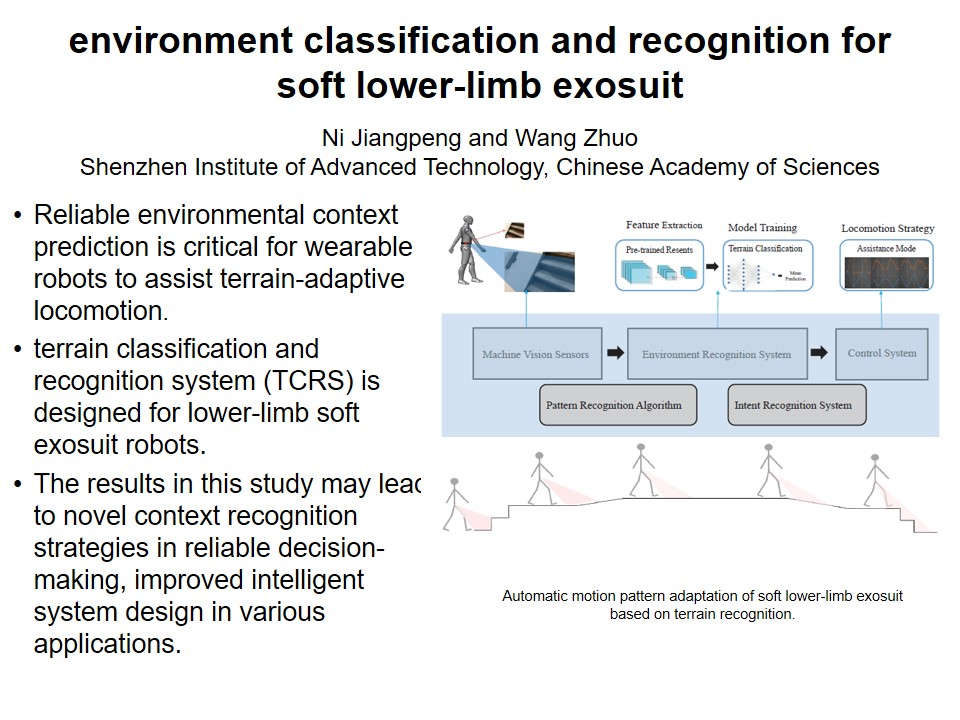 environment classification and recognition for
soft lower-limb exosuit
Ni Jiangpeng and Wang Zhuo
Shenzhen Institute of Advanced Technology, Chinese Academy of Sciences
• Reliable environmental context
prediction is critical for wearable
robots to assist terrain-adaptive
locomotion.
• terrain classification and
recognition system (TCRS) is
designed for lower-limb soft
exosuit robots.
• The results in this study may lead
to novel context recognition
strategies in reliable decision-
making, improved intelligent
system design in various
applications.
Feature Extraction
Model Training
Locomotion Strategy
Pre-trained Resents
Terrain Classification
Assistance Mode
Mean
Prediction
Machine Vision Sensors
Environment Recognition System
Control System
Pattern Recognition Algorithm
Intent Recognition System
Automatic motion pattern adaptation of soft lower-limb exosuit
based on terrain recognition.